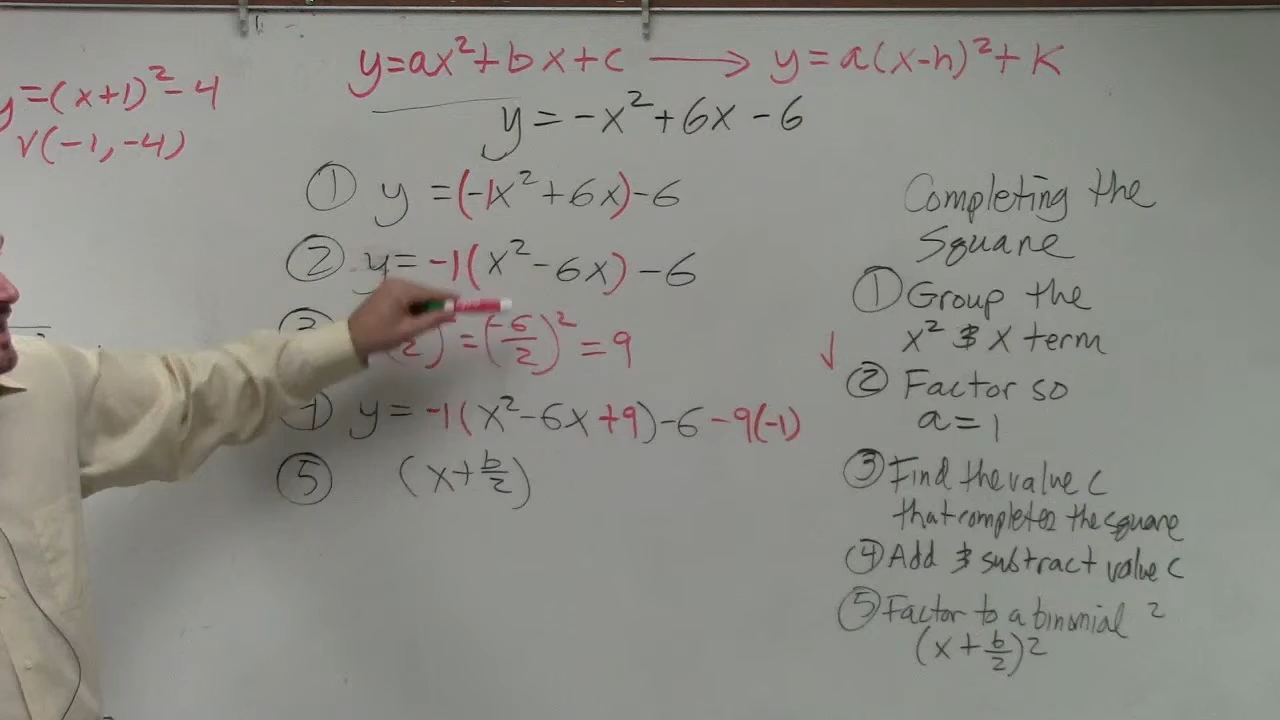 y=(x+1)²-4
V(-1,-4)
y=ax²+bx+c → y=a(x-h)²+K
y=-x²+6x-6
① y=(-1x²+6x)-6
② y=-1(x²-6x)-6
2)=(-6/2)²=9
y=-1(x²-6x+9)-6-9(-1)
⑤ (x+b/2)
Completing the
Square
① Group the
x² & x term
② Factor so
a=1
③ Find the value c
that completes the square
④ Add & subtract value c
⑤ Factor to a binomial ²
(x+b/2)²